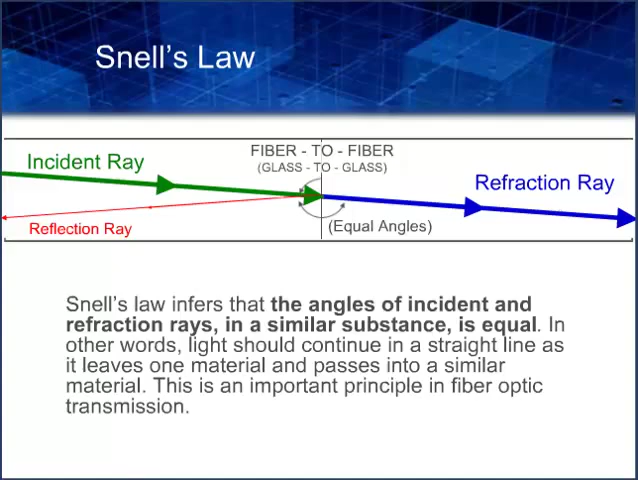 Snell's Law
FIBER - TO - FIBER
(GLASS - TO - GLASS)
Incident Ray
Refraction Ray
Reflection Ray
(Equal Angles)
Snell's law infers that the angles of incident and
refraction rays, in a similar substance, is equal. In
other words, light should continue in a straight line as
it leaves one material and passes into a similar
material. This is an important principle in fiber optic
transmission.